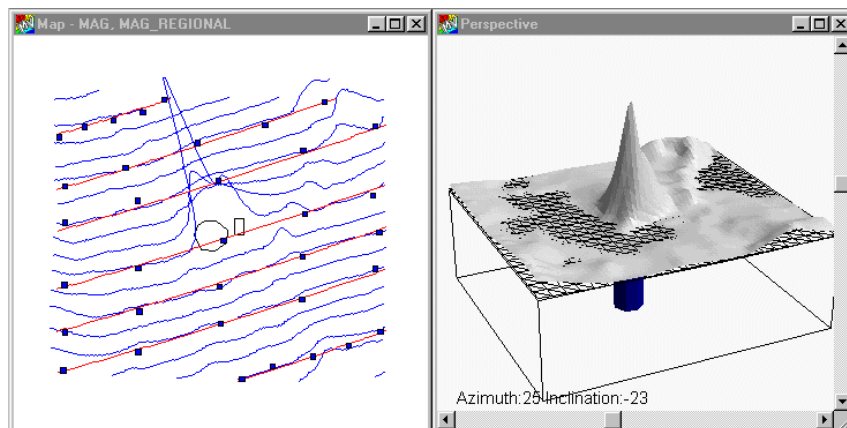 Map - MAG, MAG_REGIONAL
Perspective
Azimuth:25 Inclination:-23